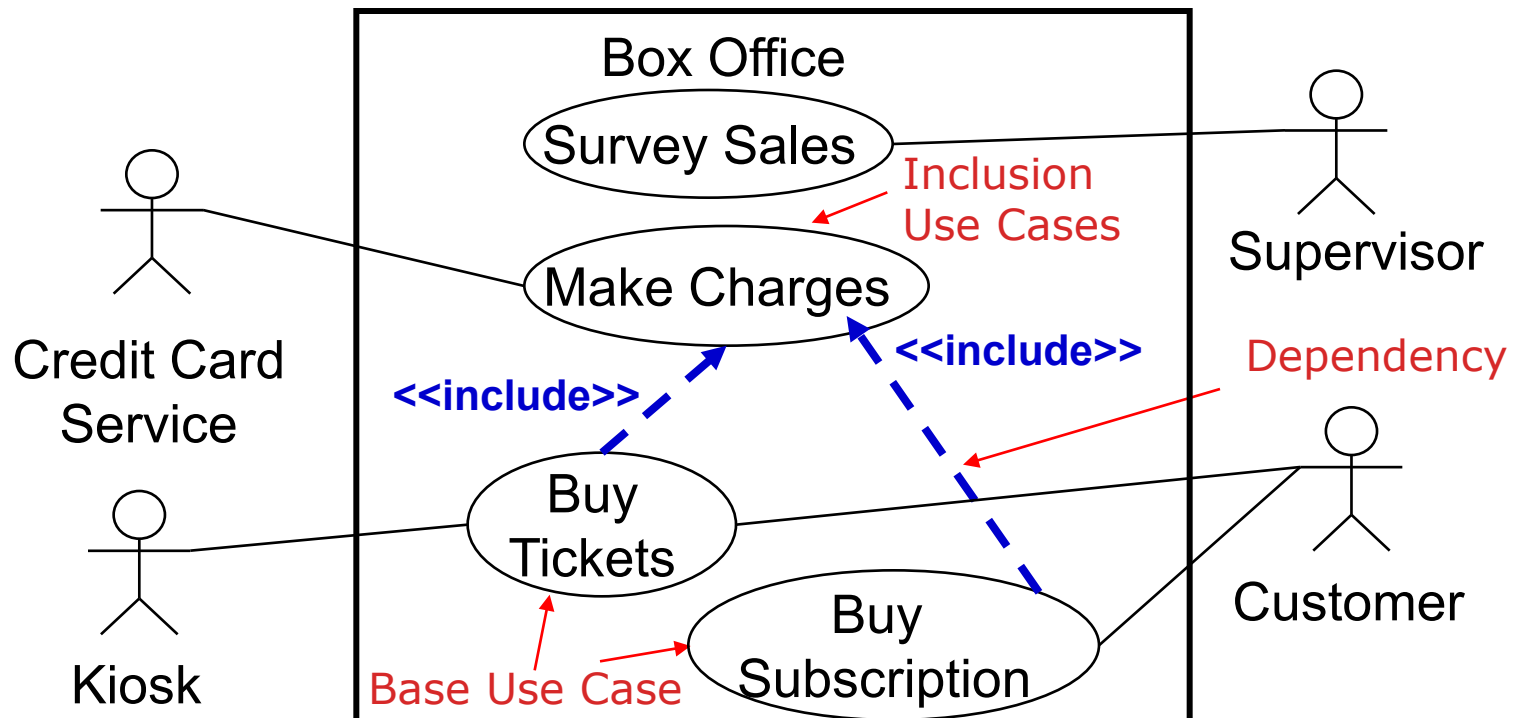 Box Office
Survey Sales
Inclusion
Use Cases
Supervisor
Make Charges
Credit Card
Service
<<include>>
<<include>>
Dependency
Buy
Tickets
Customer
Buy
Subscription
Kiosk
Base Use Case